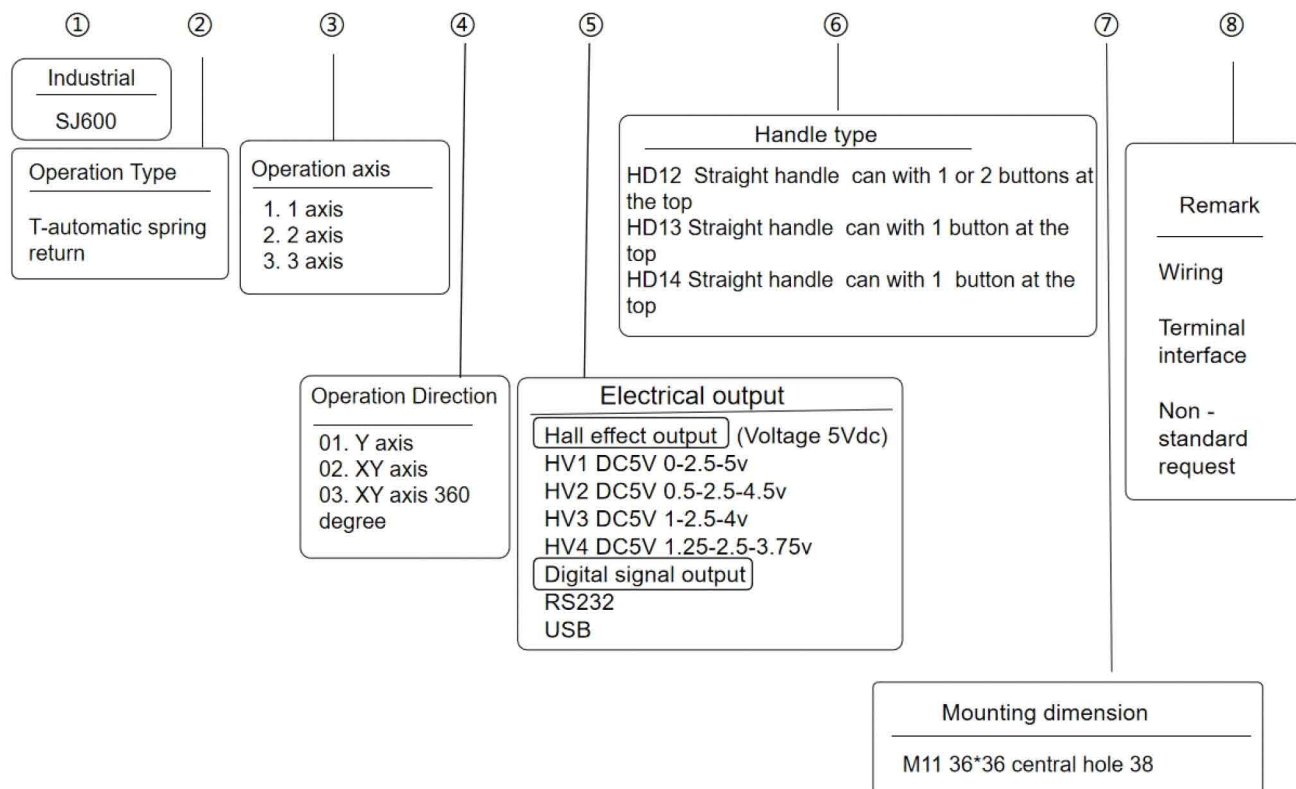 ① ② ③ ④ ⑤ ⑥ ⑦ ⑧
Industrial
SJ600
Operation Type
T-automatic spring
return
Operation axis
1. 1 axis
2. 2 axis
3. 3 axis
Operation Direction
01. Y axis
02. XY axis
03. XY axis 360
degree
Electrical output
Hall effect output (Voltage 5Vdc)
HV1 DC5V 0-2.5-5v
HV2 DC5V 0.5-2.5-4.5v
HV3 DC5V 1-2.5-4v
HV4 DC5V 1.25-2.5-3.75v
Digital signal output
RS232
USB
Handle type
HD12 Straight handle can with 1 or 2 buttons at
the top
HD13 Straight handle can with 1 button at the
top
HD14 Straight handle can with 1 button at the
top
Mounting dimension
M11 36*36 central hole 38
Remark
Wiring
Terminal
interface
Non -
standard
request